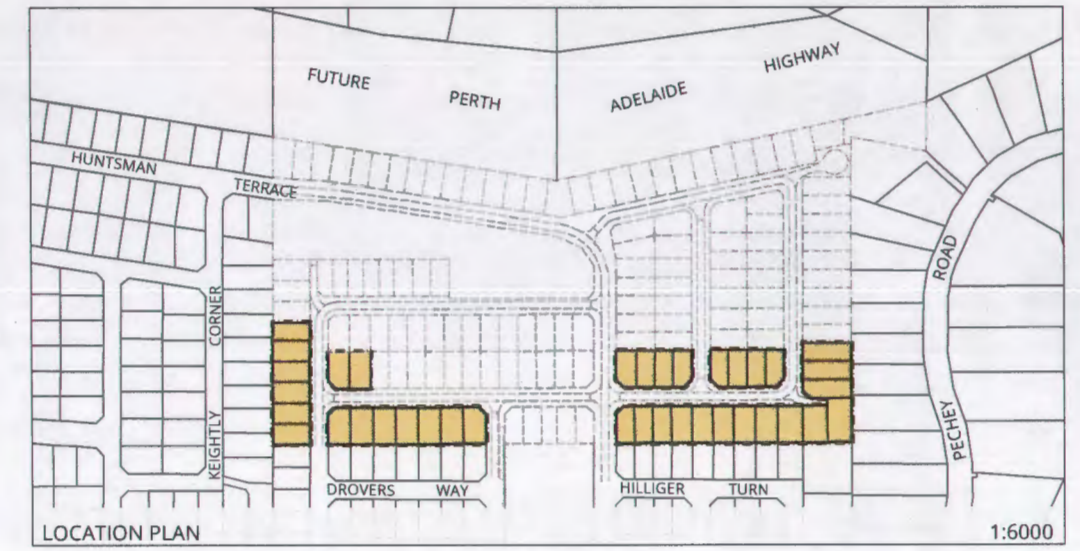 FUTURE PERTH ADELAIDE HIGHWAY
HUNTSMAN TERRACE
KEIGHTLY CORNER
PECHEY ROAD
DROVERS WAY
HILLIGER TURN
LOCATION PLAN
1:6000